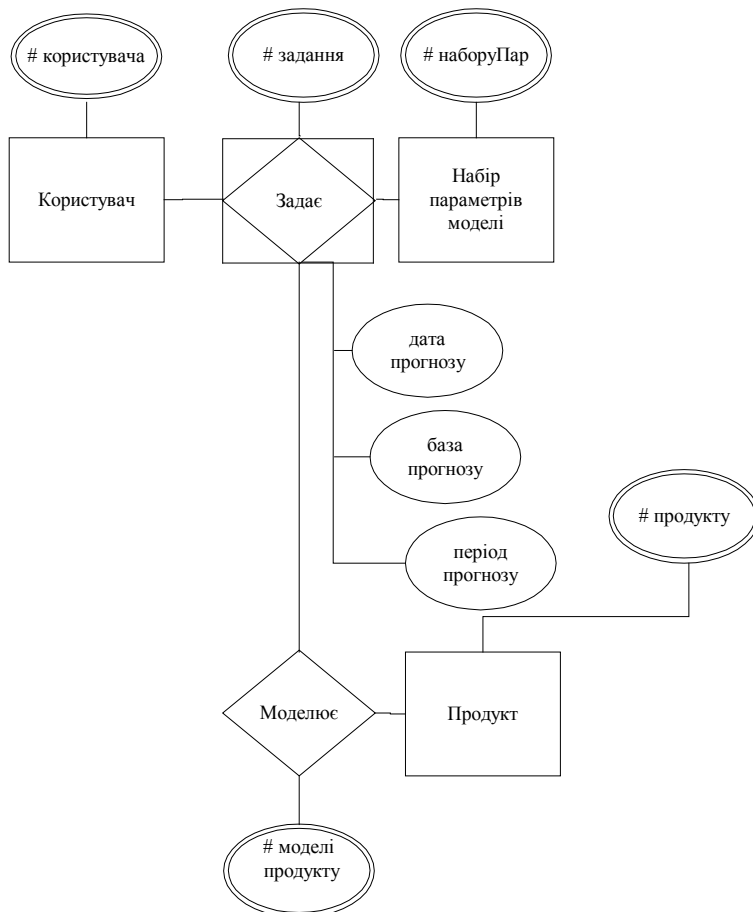 # користувача
# задання
# наборуПар
Користувач
Задає
Набір
параметрів
моделі
дата
прогнозу
база
прогнозу
# продукту
період
прогнозу
Моделює
Продукт
# моделі
продукту